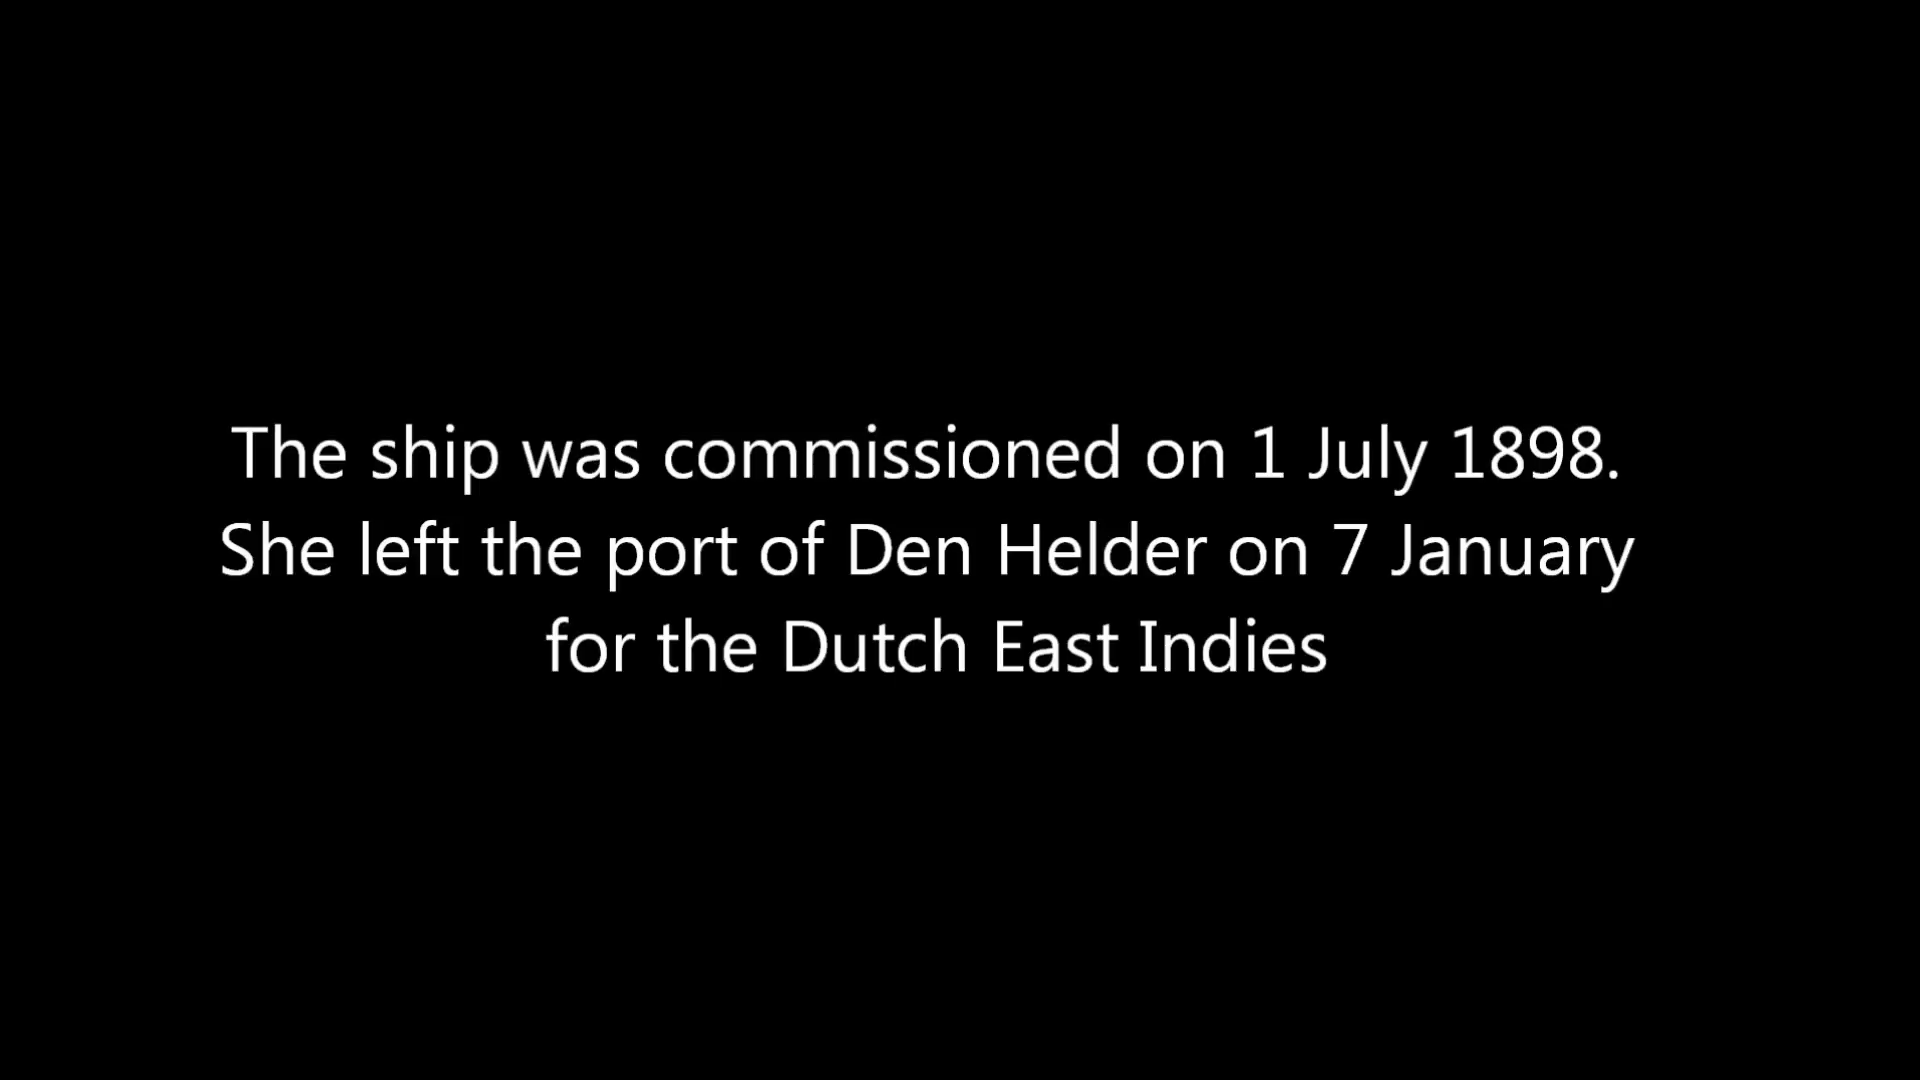 The ship was commissioned on 1 July 1898.
She left the port of Den Helder on 7 January
for the Dutch East Indies